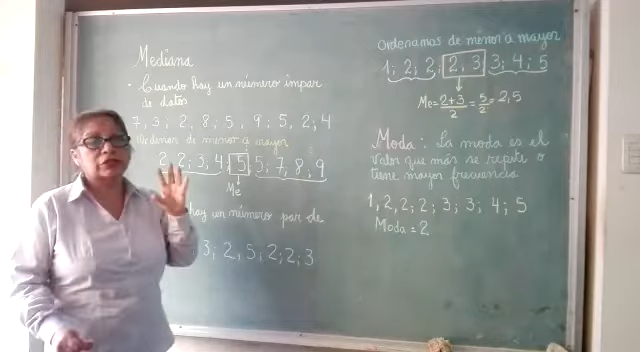 Mediana
· Cuando hay un número impar
de datos
7, 3; 2, 8; 5, 9; 5, 2; 4
Ordenar de menor a mayor
2, 2; 3; 4; 5 5; 7, 8, 9
Me
hay un número par de
3; 2, 5, 2; 2; 3
Ordenamos de menor a mayor
1; 2; 2; 2, 3 3; 4; 5
Me = 2+3/2 = 5/2 = 2,5
Moda: La moda es el
valor que más se repite o
tiene mayor frecuencia
1, 2, 2; 2; 3; 3; 4; 5
Moda = 2